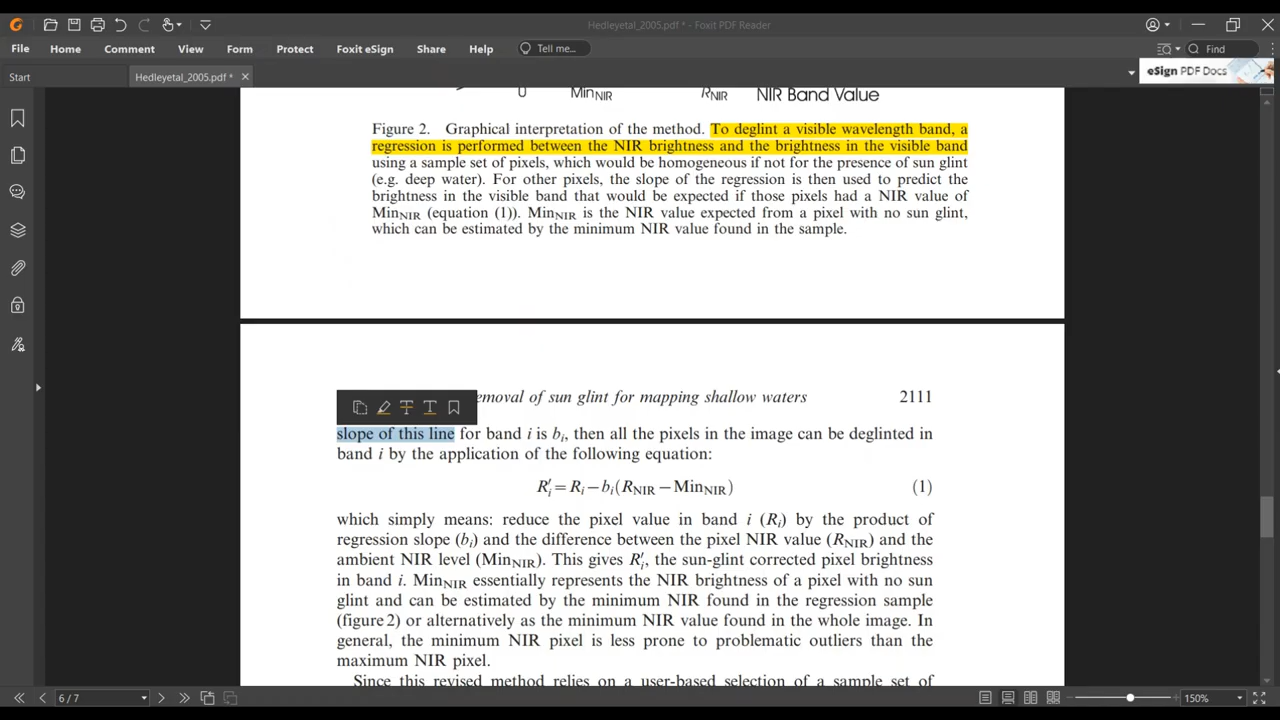 Hedleyetal_2005.pdf * - Foxit PDF Reader
File Home Comment View Form Protect Foxit eSign Share Help Tell me... Find
Start Hedleyetal_2005.pdf * eSign PDF Docs
0 MinNIR RNIR NIR Band Value
Figure 2. Graphical interpretation of the method. To deglint a visible wavelength band, a
regression is performed between the NIR brightness and the brightness in the visible band
using a sample set of pixels, which would be homogeneous if not for the presence of sun glint
(e.g. deep water). For other pixels, the slope of the regression is then used to predict the
brightness in the visible band that would be expected if those pixels had a NIR value of
MinNIR (equation (1)). MinNIR is the NIR value expected from a pixel with no sun glint,
which can be estimated by the minimum NIR value found in the sample.
emoval of sun glint for mapping shallow waters 2111
slope of this line for band i is bi, then all the pixels in the image can be deglinted in
band i by the application of the following equation:
R′i = Ri − bi(RNIR − MinNIR) (1)
which simply means: reduce the pixel value in band i (Ri) by the product of
regression slope (bi) and the difference between the pixel NIR value (RNIR) and the
ambient NIR level (MinNIR). This gives R′i, the sun-glint corrected pixel brightness
in band i. MinNIR essentially represents the NIR brightness of a pixel with no sun
glint and can be estimated by the minimum NIR found in the regression sample
(figure 2) or alternatively as the minimum NIR value found in the whole image. In
general, the minimum NIR pixel is less prone to problematic outliers than the
maximum NIR pixel.
Since this revised method relies on a user-based selection of a sample set of
6 / 7 150%